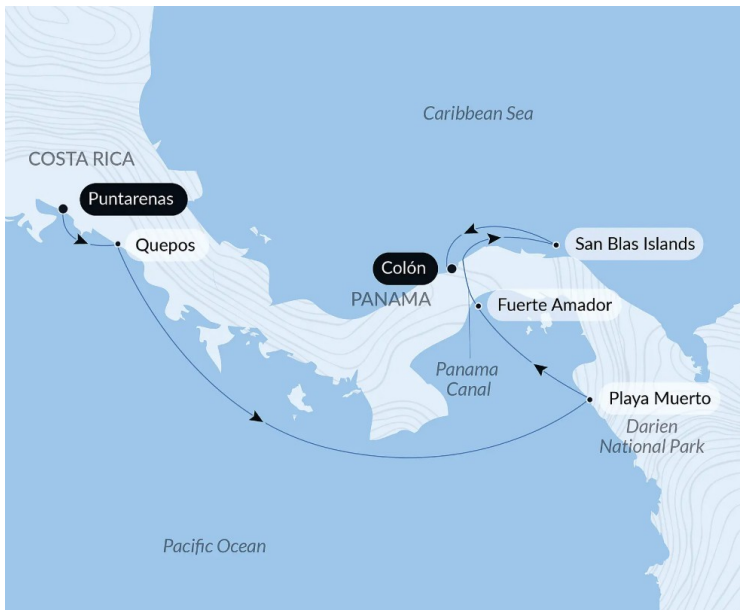 Caribbean Sea
COSTA RICA
Puntarenas
Quepos
San Blas Islands
Colón
PANAMA
Fuerte Amador
Panama
Canal
Playa Muerto
Darien
National Park
Pacific Ocean